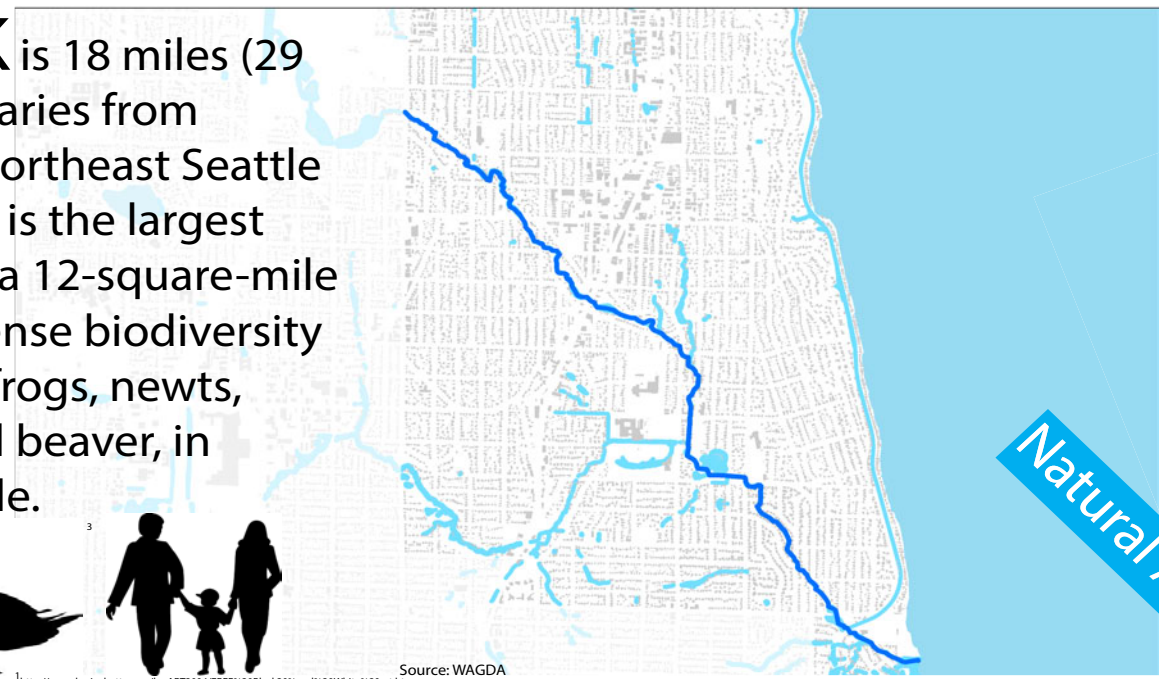 K is 18 miles (29
aries from
ortheast Seattle
is the largest
a 12-square-mile
nse biodiversity
rogs, newts,
l beaver, in
le.
3
Natural
1
Source: WAGDA